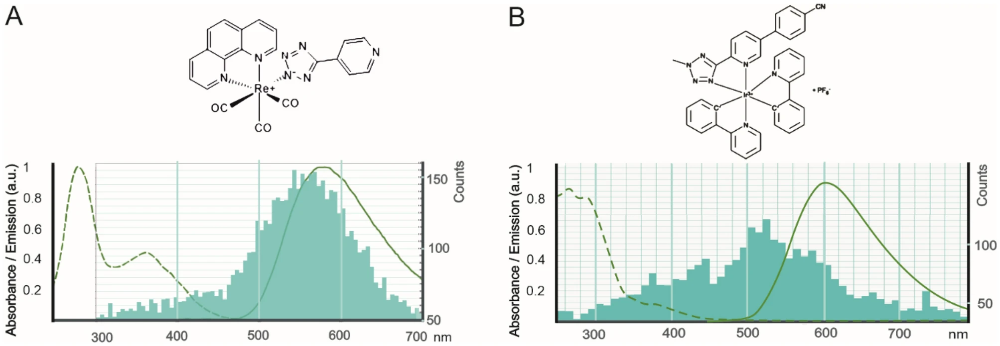 A
N
N
N
N
N
N
N-
N
Re+
OC
CO
CO
Absorbance / Emission (a.u.)
1
0.8
0.6
0.4
0.2
150
100
50
Counts
300
400
500
600
700
nm
B
CN
N
N
N
N
N
N
N
Ir3+
• PF6-
C-
C-
N
Absorbance / Emission (a.u.)
1
0.8
0.6
0.4
0.2
100
50
Counts
300
400
500
600
700
nm